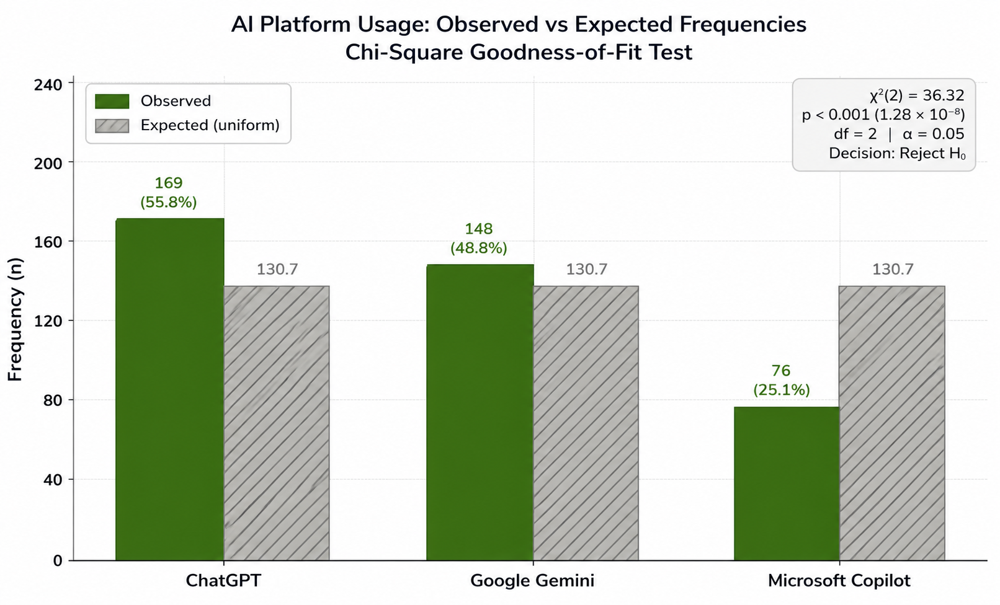 AI Platform Usage: Observed vs Expected Frequencies
Chi-Square Goodness-of-Fit Test
Observed
Expected (uniform)
χ²(2) = 36.32
p < 0.001 (1.28 × 10⁻⁸)
df = 2 | α = 0.05
Decision: Reject H₀
Frequency (n)
240
200
160
120
80
40
0
169
(55.8%)
130.7
148
(48.8%)
130.7
76
(25.1%)
130.7
ChatGPT
Google Gemini
Microsoft Copilot